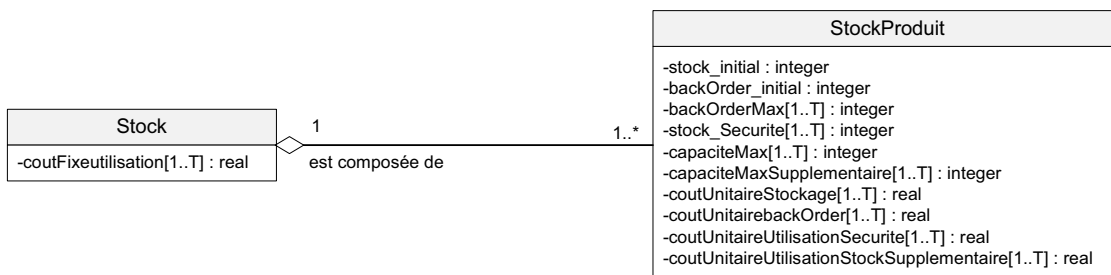 Stock
-coutFixeutilisation[1..T] : real
1
est composée de
1..*
StockProduit
-stock_initial : integer
-backOrder_initial : integer
-backOrderMax[1..T] : integer
-stock_Securite[1..T] : integer
-capaciteMax[1..T] : integer
-capaciteMaxSupplementaire[1..T] : integer
-coutUnitaireStockage[1..T] : real
-coutUnitairebackOrder[1..T] : real
-coutUnitaireUtilisationSecurite[1..T] : real
-coutUnitaireUtilisationStockSupplementaire[1..T] : real